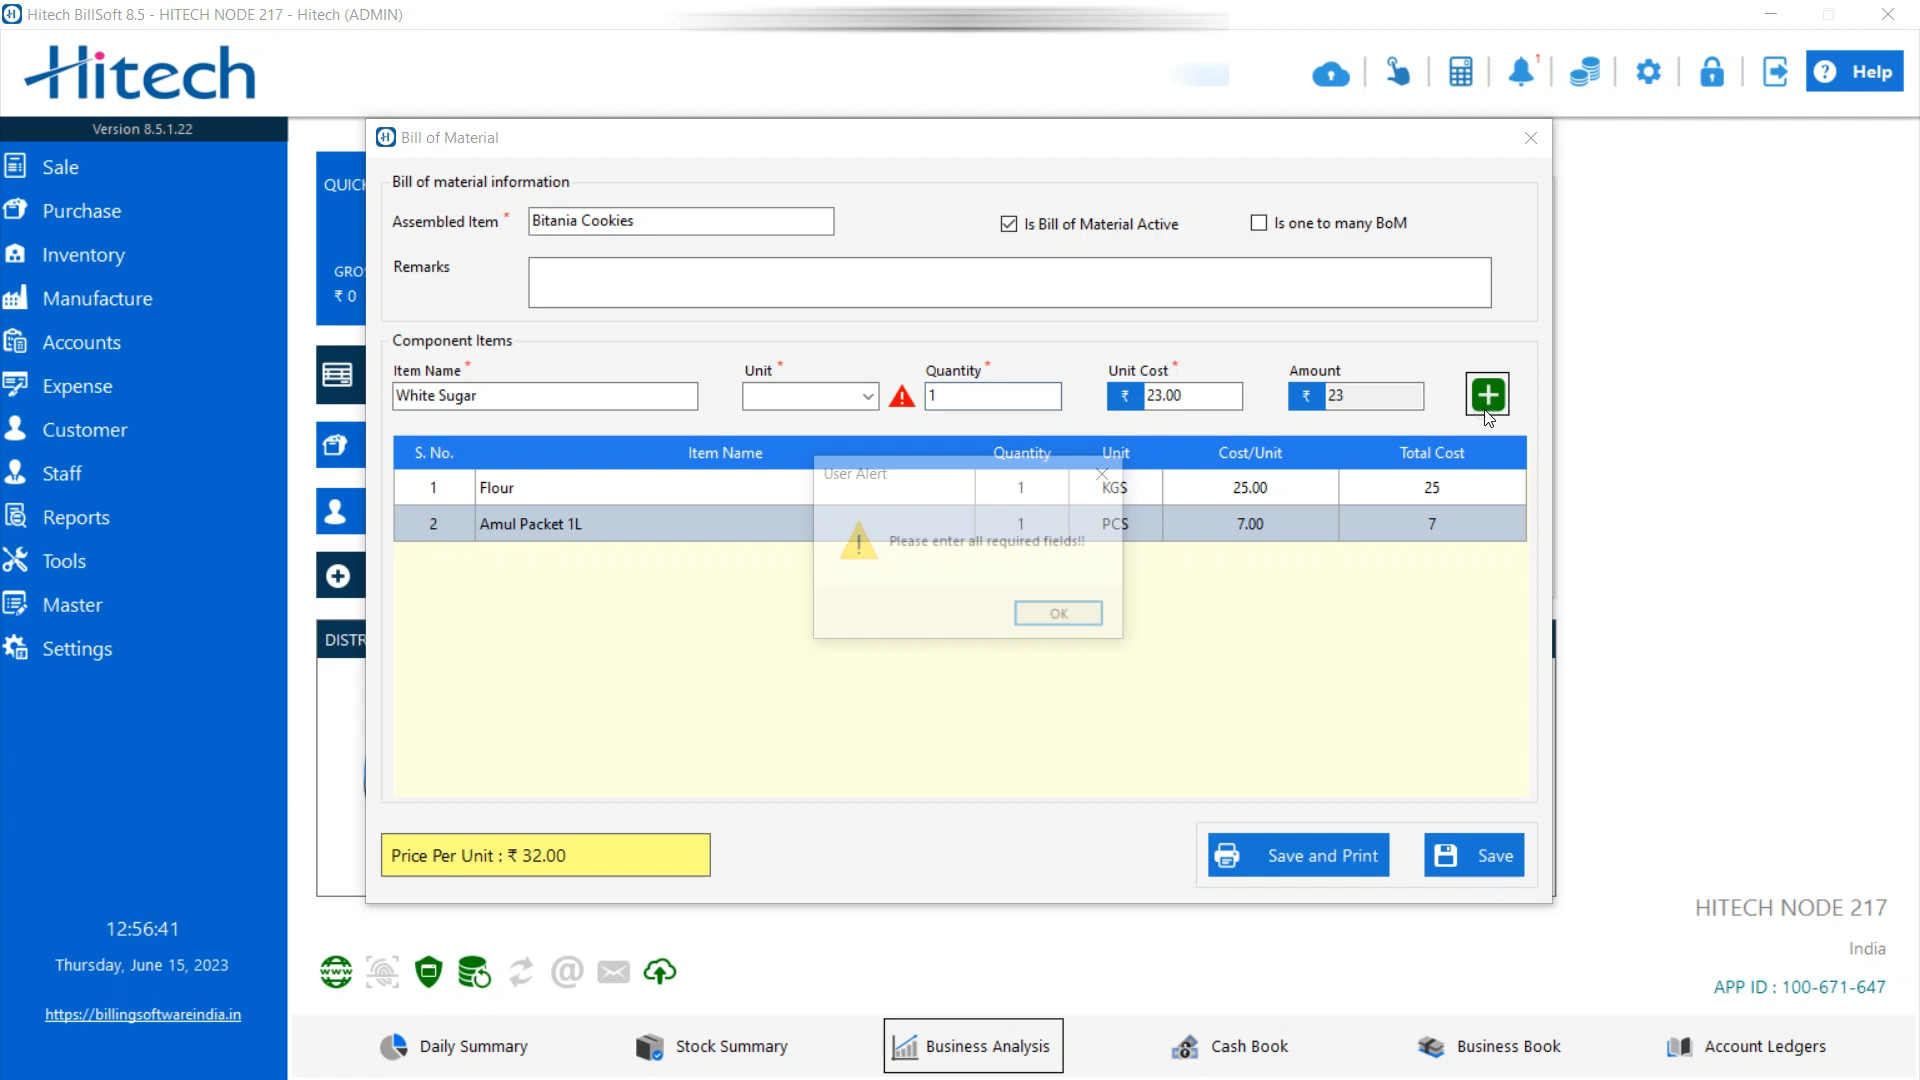 Hitech BillSoft 8.5 - HITECH NODE 217 - Hitech (ADMIN)
Hitech
1
? Help
Version 8.5.1.22
Sale
Purchase
Inventory
Manufacture
Accounts
Expense
Customer
Staff
Reports
Tools
Master
Settings
12:56:41
Thursday, June 15, 2023
https://billingsoftwareindia.in
QUICK
GRO
₹ 0
DISTR
Bill of Material
Bill of material information
Assembled Item * Bitania Cookies
Is Bill of Material Active
Is one to many BoM
Remarks
Component Items
Item Name * Unit * Quantity * Unit Cost * Amount
White Sugar 1 ₹ 23.00 ₹ 23
S. No. Item Name Quantity Unit Cost/Unit Total Cost
1 Flour 1 KGS 25.00 25
2 Amul Packet 1L 1 PCS 7.00 7
User Alert
Please enter all required fields!!
OK
Price Per Unit : ₹ 32.00
Save and Print
Save
HITECH NODE 217
India
APP ID : 100-671-647
www
@
Daily Summary
Stock Summary
Business Analysis
Cash Book
Business Book
Account Ledgers